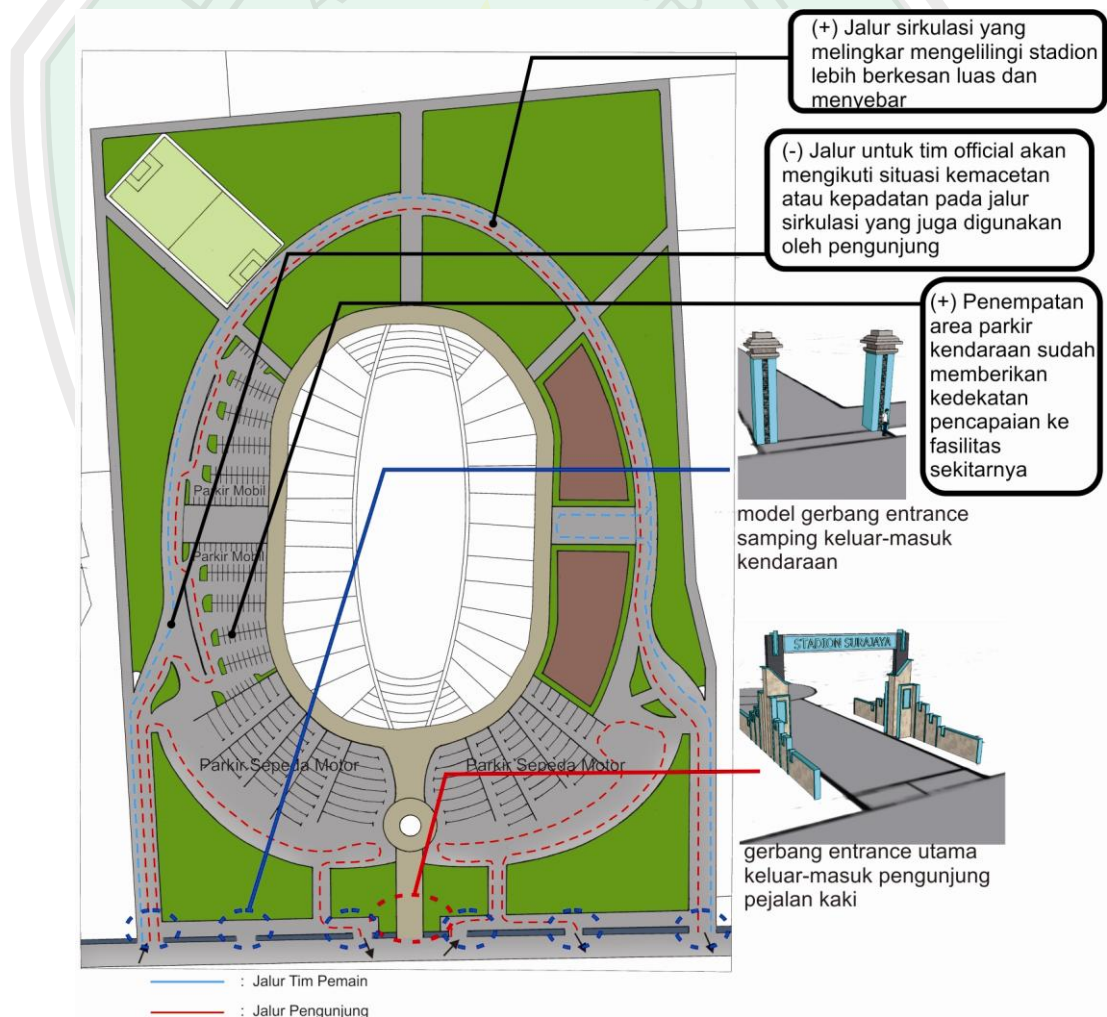 (+) Jalur sirkulasi yang
melingkar mengelilingi stadion
lebih berkesan luas dan
menyebar
(-) Jalur untuk tim official akan
mengikuti situasi kemacetan
atau kepadatan pada jalur
sirkulasi yang juga digunakan
oleh pengunjung
(+) Penempatan
area parkir
kendaraan sudah
memberikan
kedekatan
pencapaian ke
fasilitas
sekitarnya
Parkir Mobil
model gerbang entrance
samping keluar-masuk
kendaraan
Parkir Mobil
STADION SURAJAYA
Parkir Sepeda Motor
Parkir Sepeda Motor
gerbang entrance utama
keluar-masuk pengunjung
pejalan kaki
: Jalur Tim Pemain
: Jalur Pengunjung